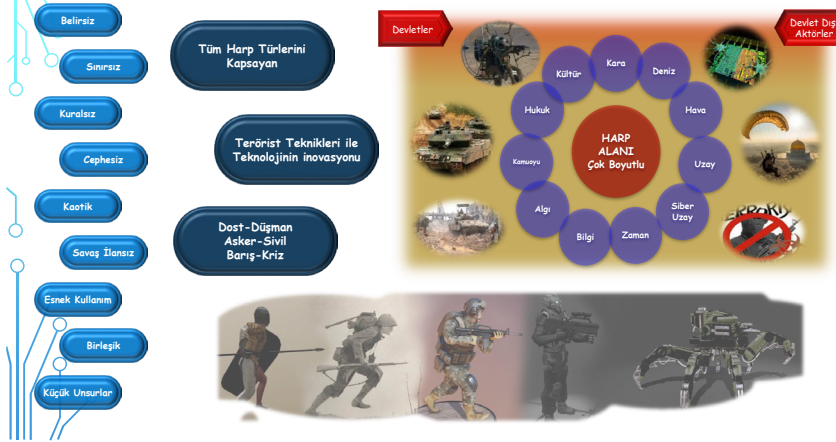 Belirsiz
Sınırsız
Kuralsız
Cephesiz
Kaotik
Savaş İlansız
Esnek Kullanım
Birleşik
Küçük Unsurlar
Tüm Harp Türlerini
Kapsayan
Terörist Teknikleri ile
Teknolojinin inovasyonu
Dost-Düşman
Asker-Sivil
Barış-Kriz
Devletler
Devlet Dış
Aktörler
Kara
Deniz
Hava
Uzay
Siber
Uzay
Zaman
Bilgi
Algı
Kamuoyu
Hukuk
Kültür
HARP
ALANI
Çok Boyutlu